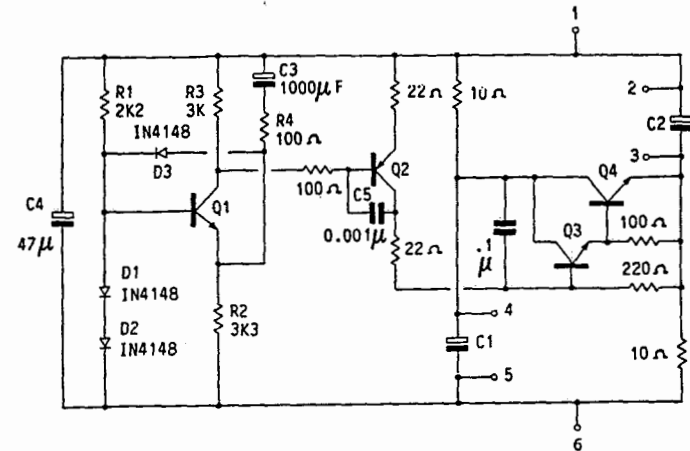 1
R1
2K2
R3
3K
C3
1000μF
22Ω
10Ω
2
C2
IN4148
D3
R4
100Ω
3
Q2
Q4
100Ω
C4
47μ
Q1
C5
0.001μ
.1
μ
Q3
100Ω
22Ω
220Ω
D1
IN4148
R2
3K3
4
D2
IN4148
C1
10Ω
5
6